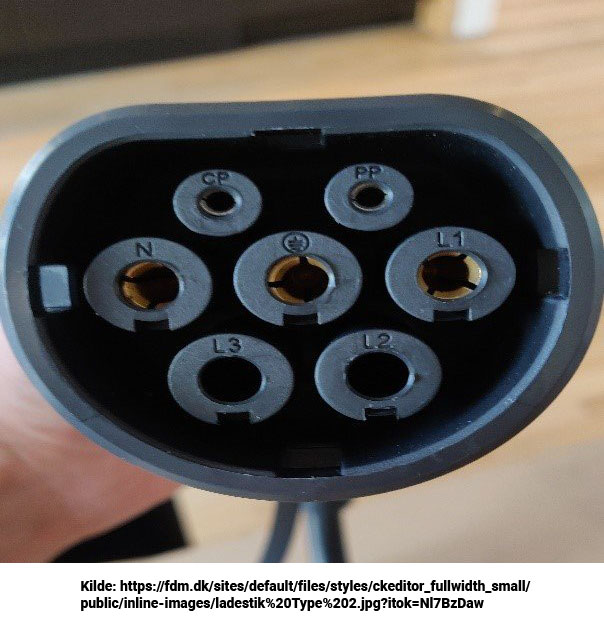 CP PP
N L1
L3 L2
Kilde: https://fdm.dk/sites/default/files/styles/ckeditor_fullwidth_small/
public/inline-images/ladestik%20Type%202.jpg?itok=Nl7BzDaw